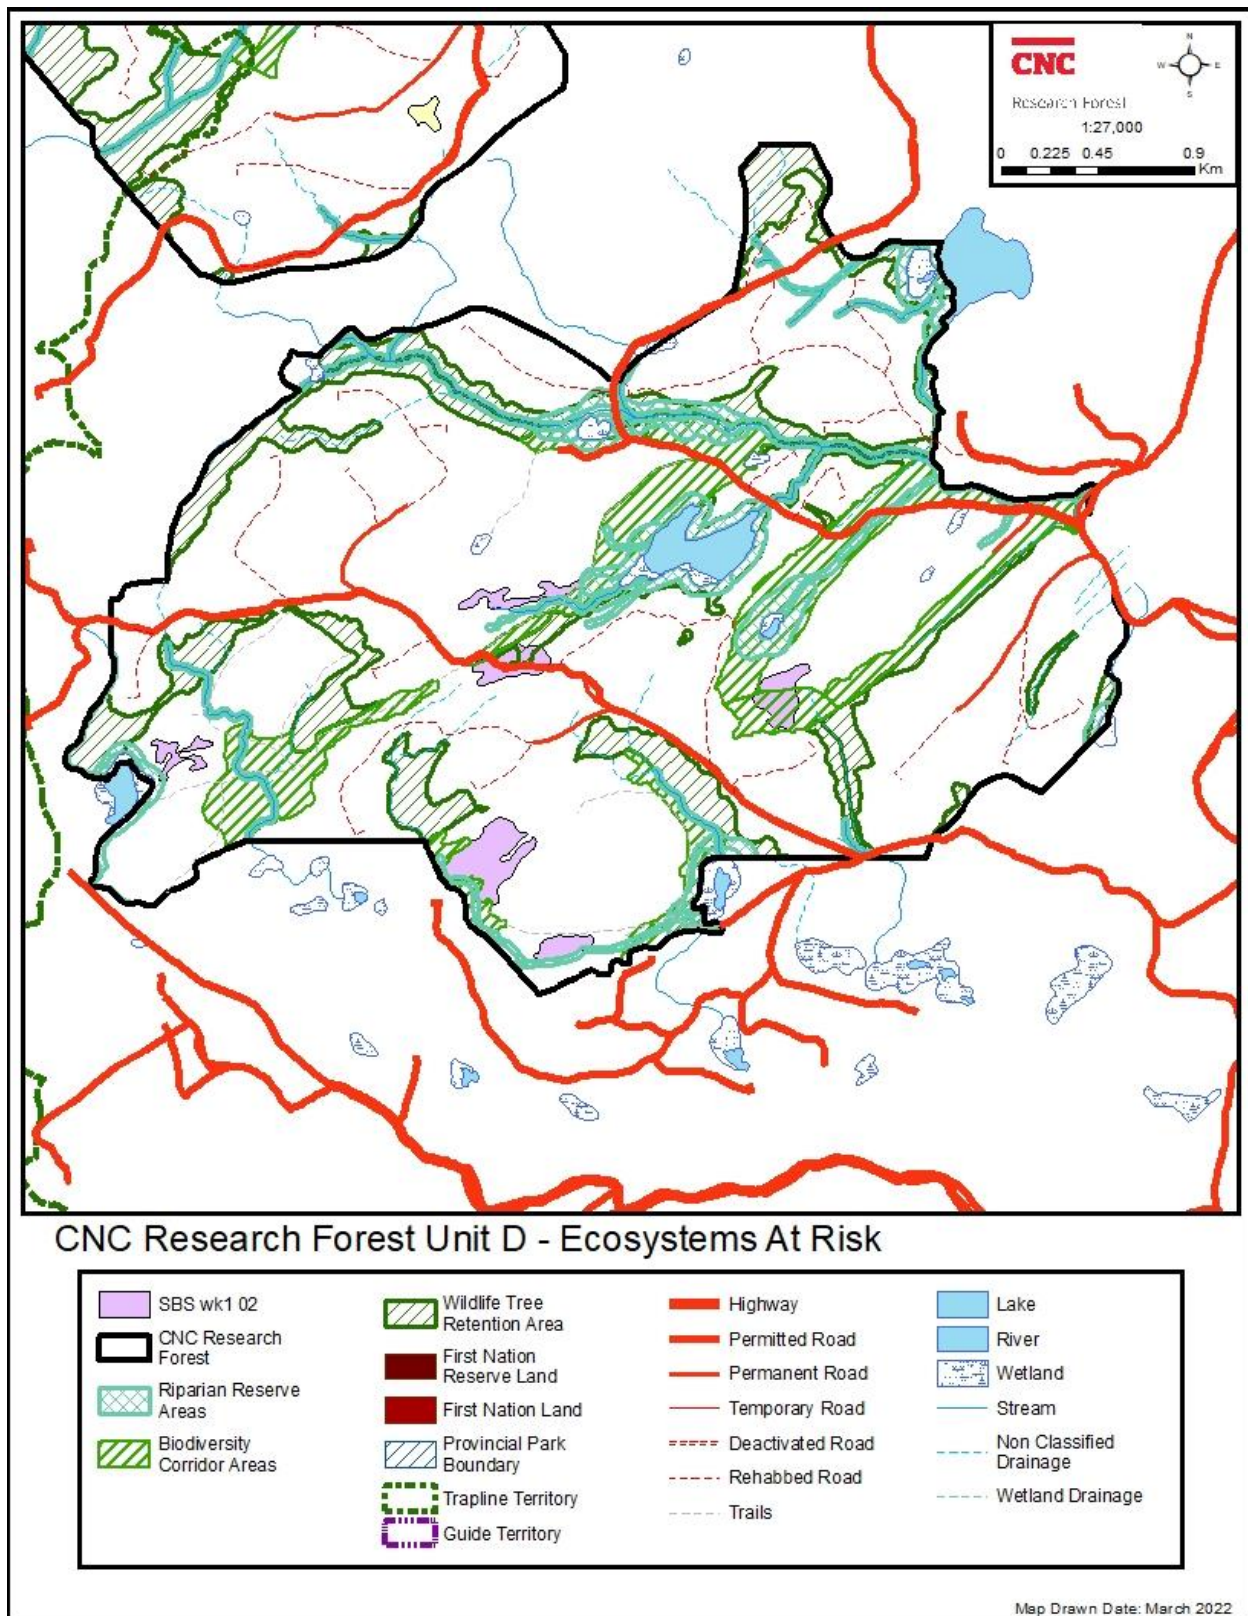 CNC
Research Forest
N
W
E
S
1:27,000
0 0.225 0.45 0.9
Km
CNC Research Forest Unit D - Ecosystems At Risk
SBS wk1 02
CNC Research
Forest
Riparian Reserve
Areas
Biodiversity
Corridor Areas
Wildlife Tree
Retention Area
First Nation
Reserve Land
First Nation Land
Provincial Park
Boundary
Trapline Territory
Guide Territory
Highway
Permitted Road
Permanent Road
Temporary Road
Deactivated Road
Rehabbed Road
Trails
Lake
River
Wetland
Stream
Non Classified
Drainage
Wetland Drainage
Map Drawn Date: March 2022